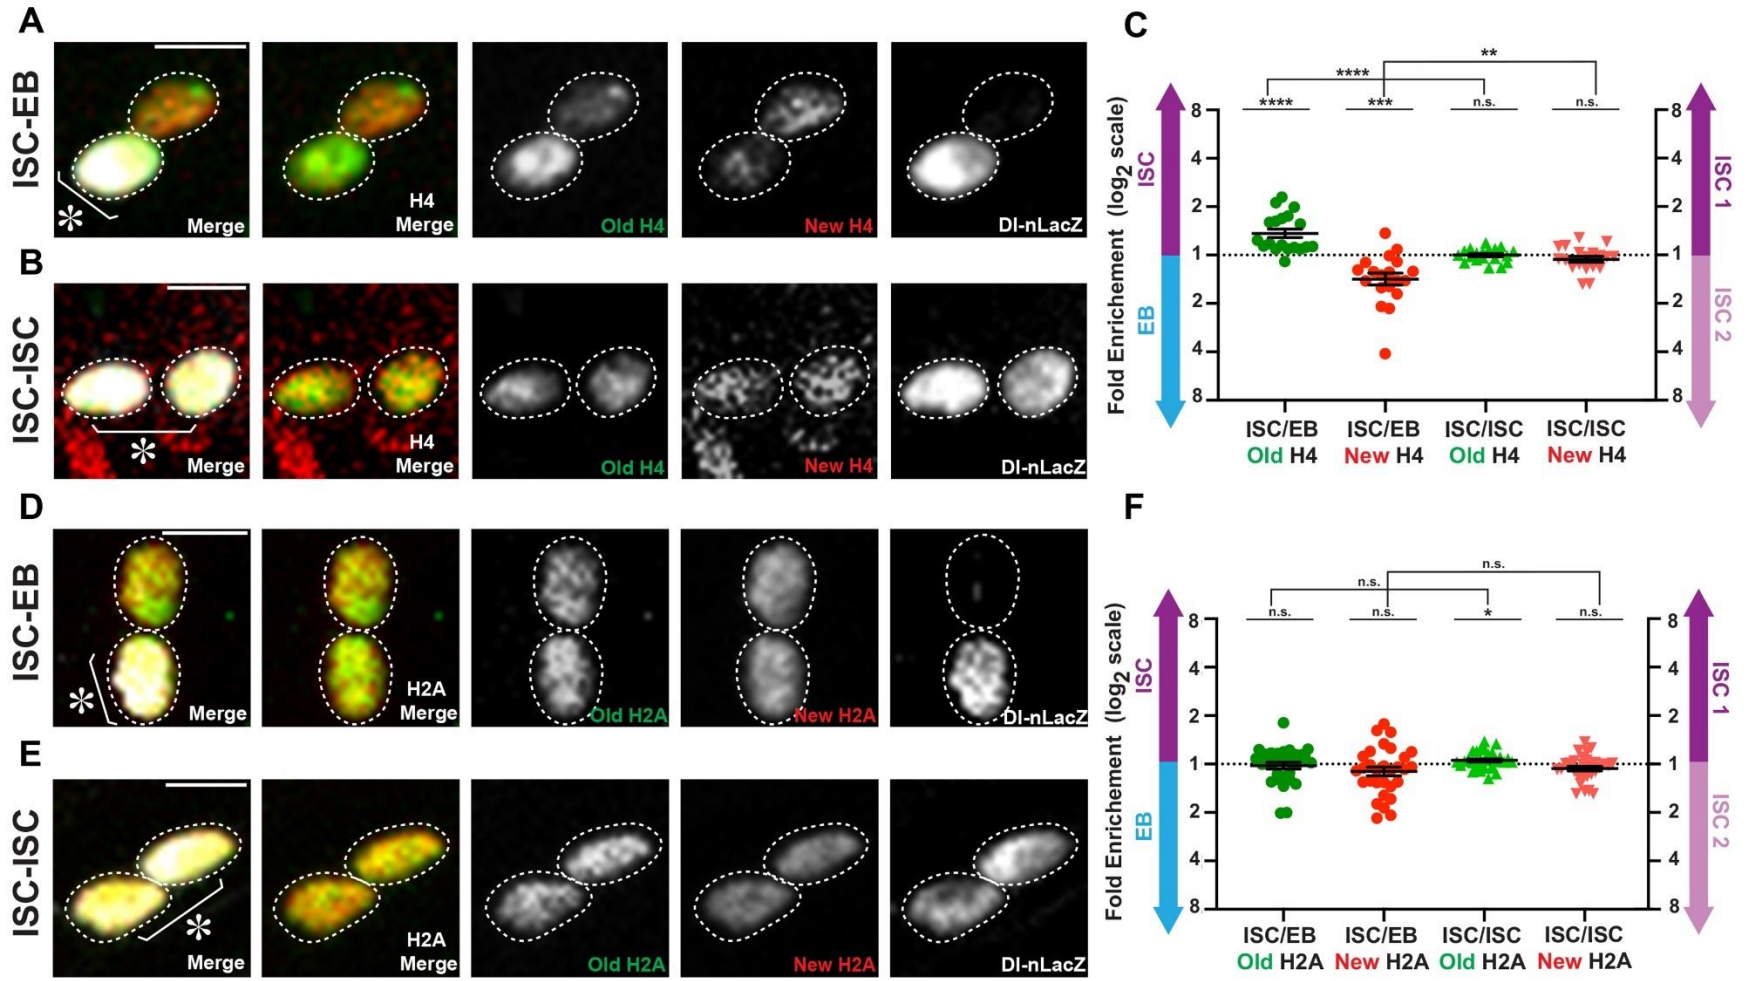 A
ISC-EB
Merge
H4
Merge
Old H4
New H4
Dl-nLacZ
B
ISC-ISC
Merge
H4
Merge
Old H4
New H4
Dl-nLacZ
C
Fold Enrichement (log2 scale)
ISC
EB
**
****
**** *** n.s. n.s.
8 8
4 4
2 2
1 1
2 2
4 4
8 8
ISC 1
ISC 2
ISC/EB ISC/EB ISC/ISC ISC/ISC
Old H4 New H4 Old H4 New H4
D
ISC-EB
Merge
H2A
Merge
Old H2A
New H2A
Dl-nLacZ
E
ISC-ISC
Merge
H2A
Merge
Old H2A
New H2A
Dl-nLacZ
F
Fold Enrichement (log2 scale)
ISC
EB
n.s.
n.s.
n.s. n.s. * n.s.
8 8
4 4
2 2
1 1
2 2
4 4
8 8
ISC 1
ISC 2
ISC/EB ISC/EB ISC/ISC ISC/ISC
Old H2A New H2A Old H2A New H2A